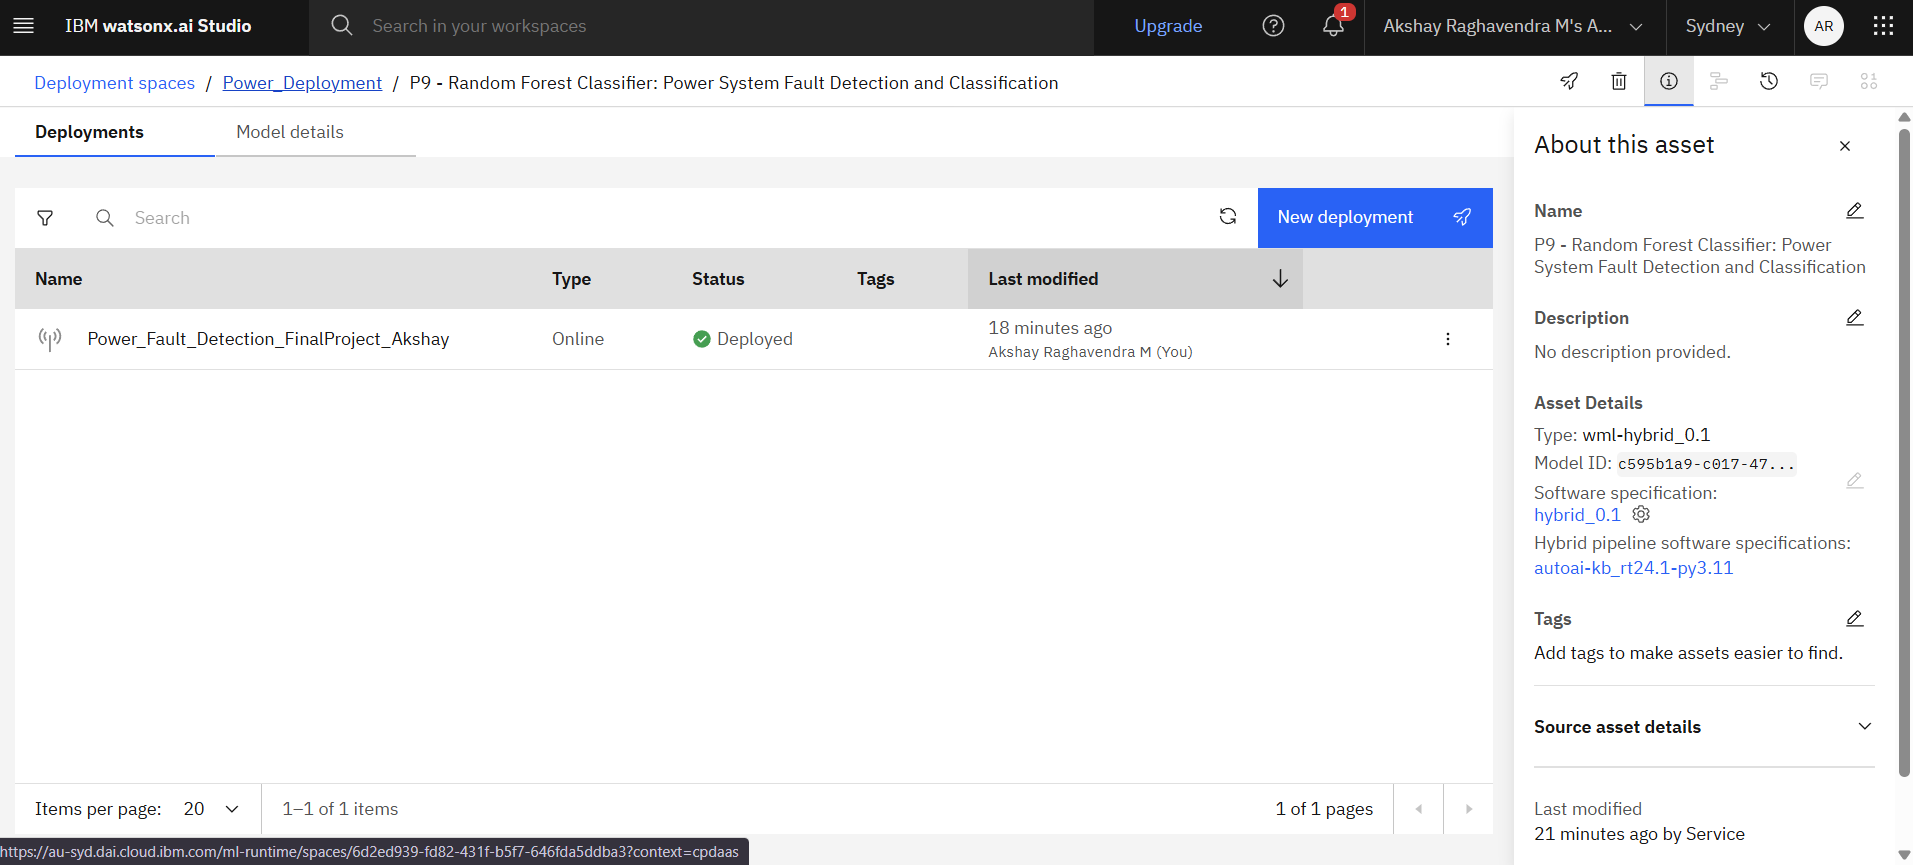 IBM watsonx.ai Studio
Search in your workspaces
Upgrade
1
Akshay Raghavendra M's A...
Sydney
AR
Deployment spaces / Power_Deployment / P9 - Random Forest Classifier: Power System Fault Detection and Classification
Deployments
Model details
Search
New deployment
Name Type Status Tags Last modified
Power_Fault_Detection_FinalProject_Akshay Online Deployed 18 minutes ago
Akshay Raghavendra M (You)
Items per page: 20 1–1 of 1 items 1 of 1 pages
https://au-syd.dai.cloud.ibm.com/ml-runtime/spaces/6d2ed939-fd82-431f-b5f7-646fda5ddba3?context=cpdaas
About this asset
Name
P9 - Random Forest Classifier: Power
System Fault Detection and Classification
Description
No description provided.
Asset Details
Type: wml-hybrid_0.1
Model ID: c595b1a9-c017-47...
Software specification:
hybrid_0.1
Hybrid pipeline software specifications:
autoai-kb_rt24.1-py3.11
Tags
Add tags to make assets easier to find.
Source asset details
Last modified
21 minutes ago by Service